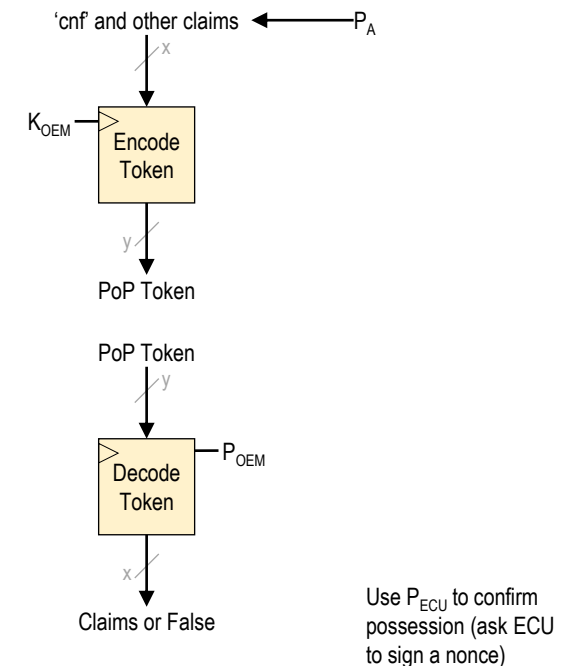 'cnf' and other claims
P_A
x
K_OEM
Encode
Token
y
PoP Token
PoP Token
y
P_OEM
Decode
Token
x
Claims or False
Use P_ECU to confirm
possession (ask ECU
to sign a nonce)